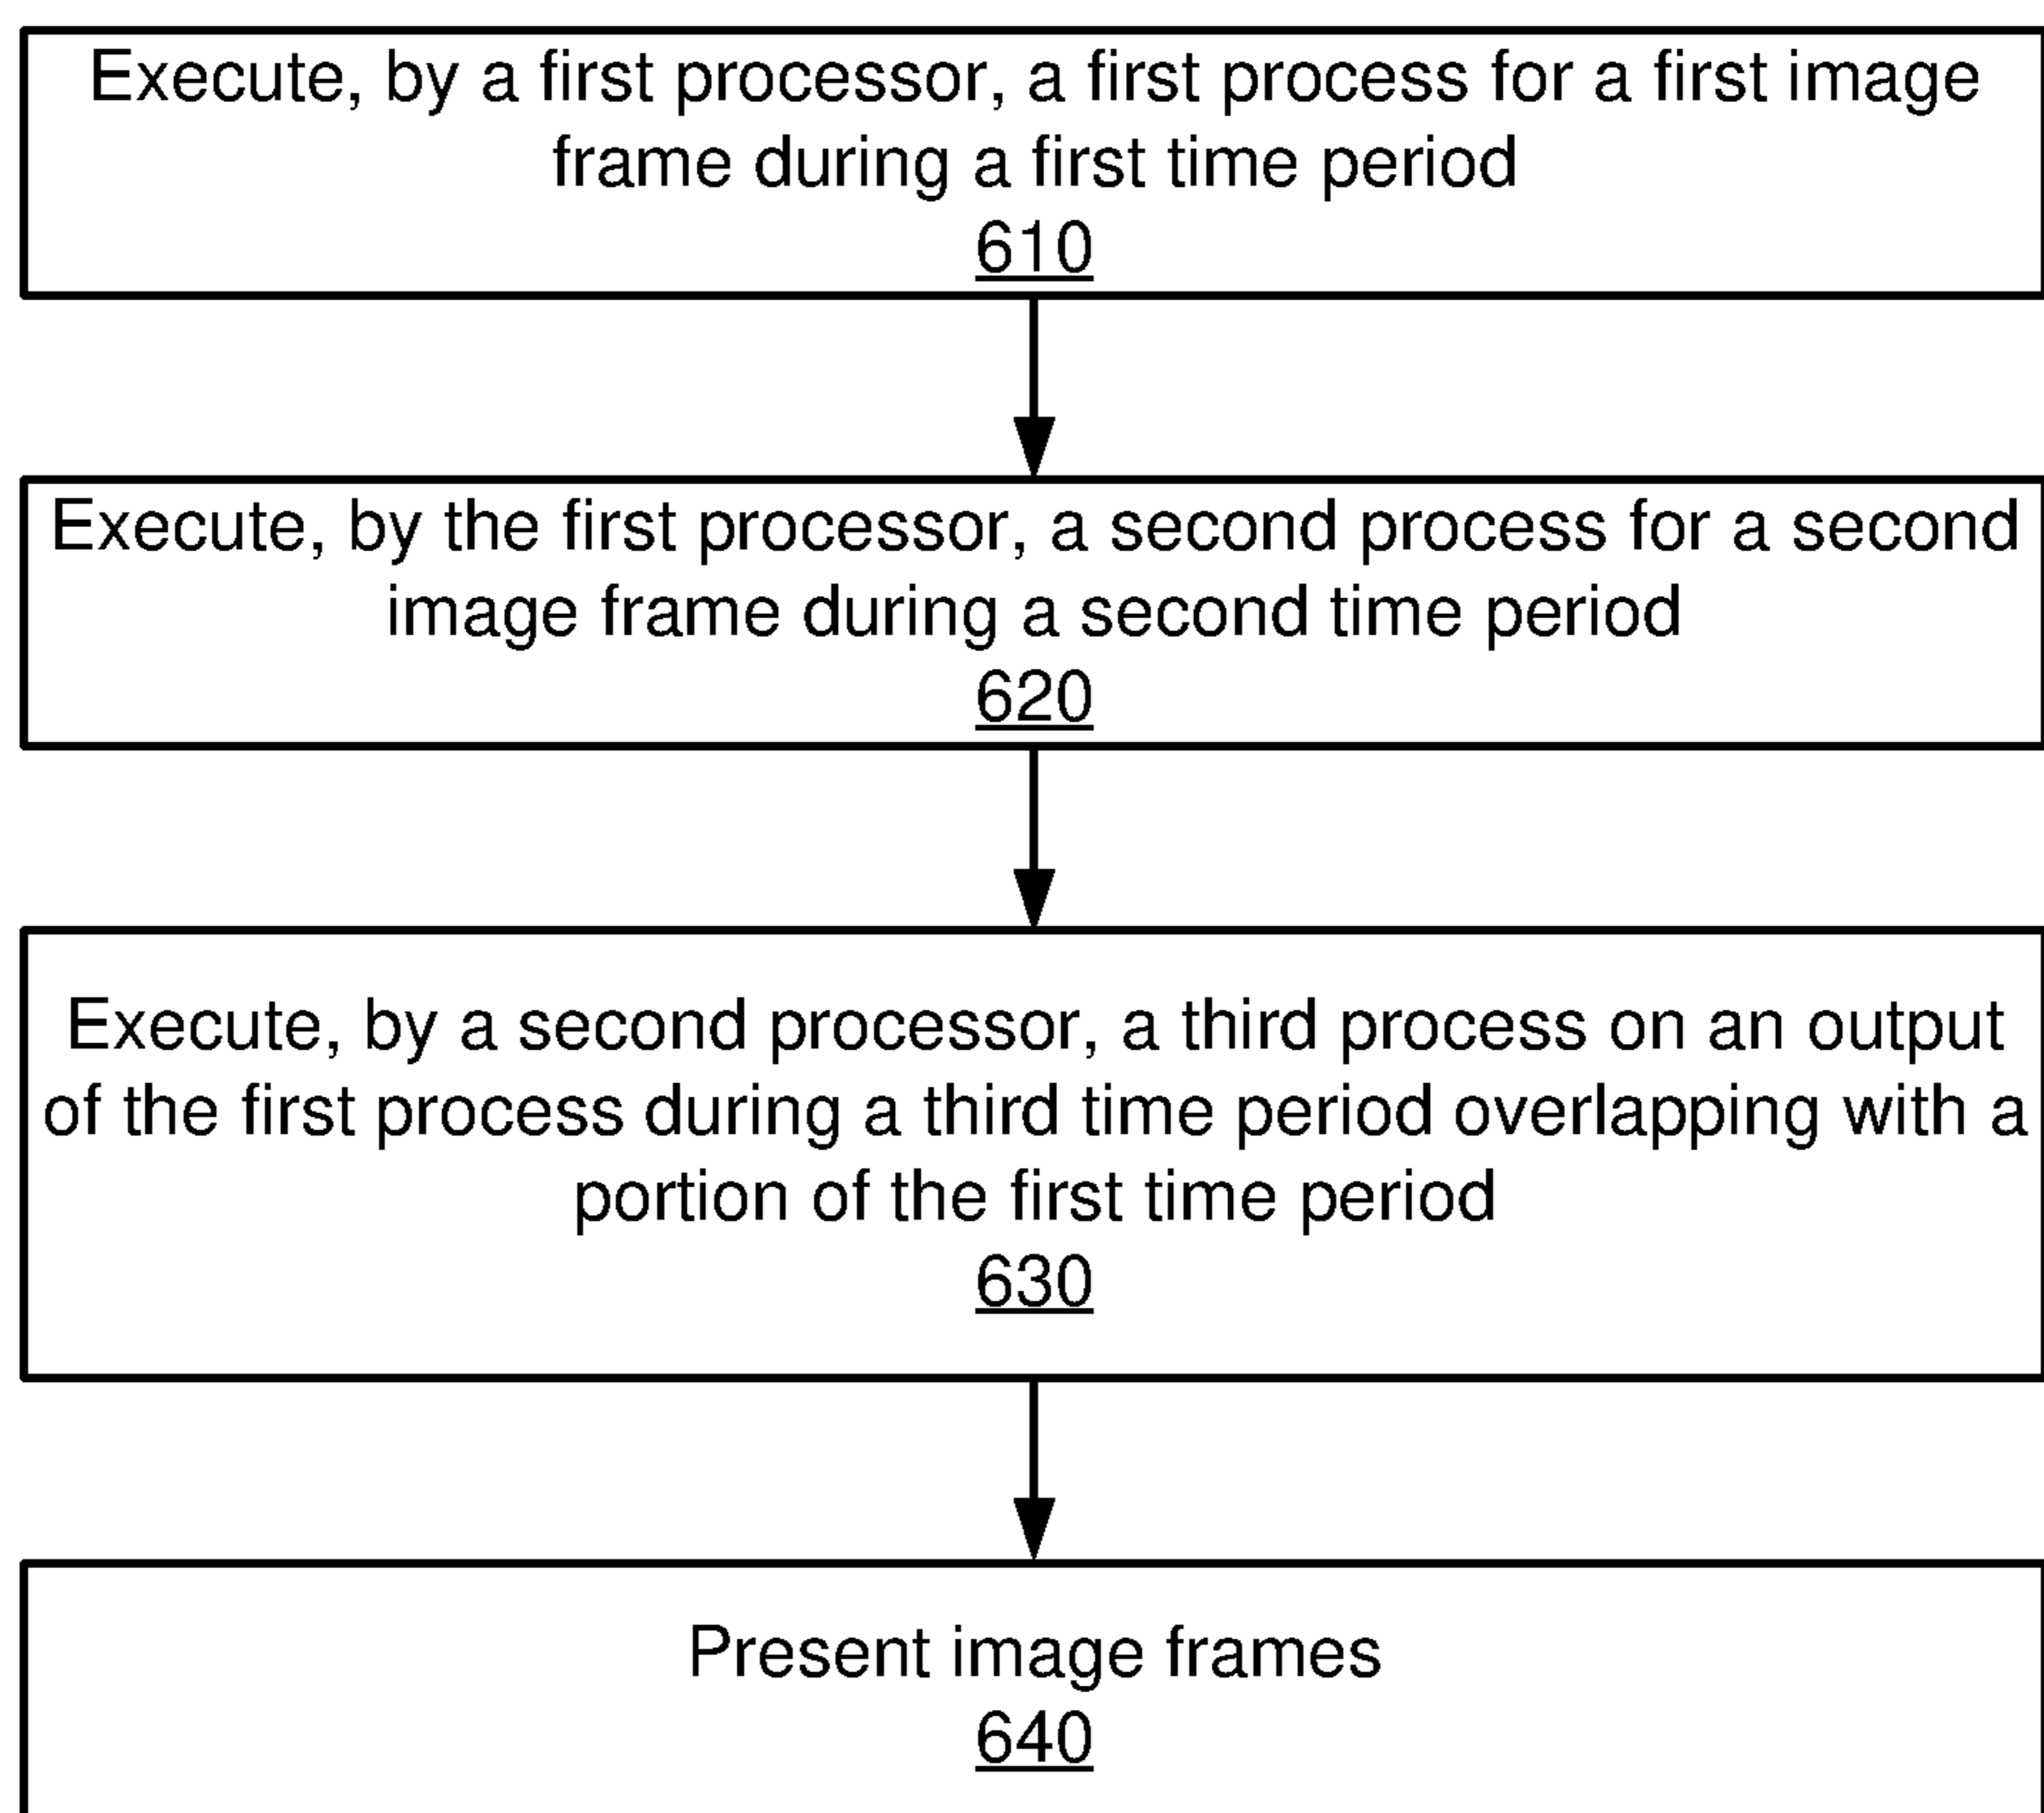 Execute, by a first processor, a first process for a first image
frame during a first time period
610
Execute, by the first processor, a second process for a second
image frame during a second time period
620
Execute, by a second processor, a third process on an output
of the first process during a third time period overlapping with a
portion of the first time period
630
Present image frames
640